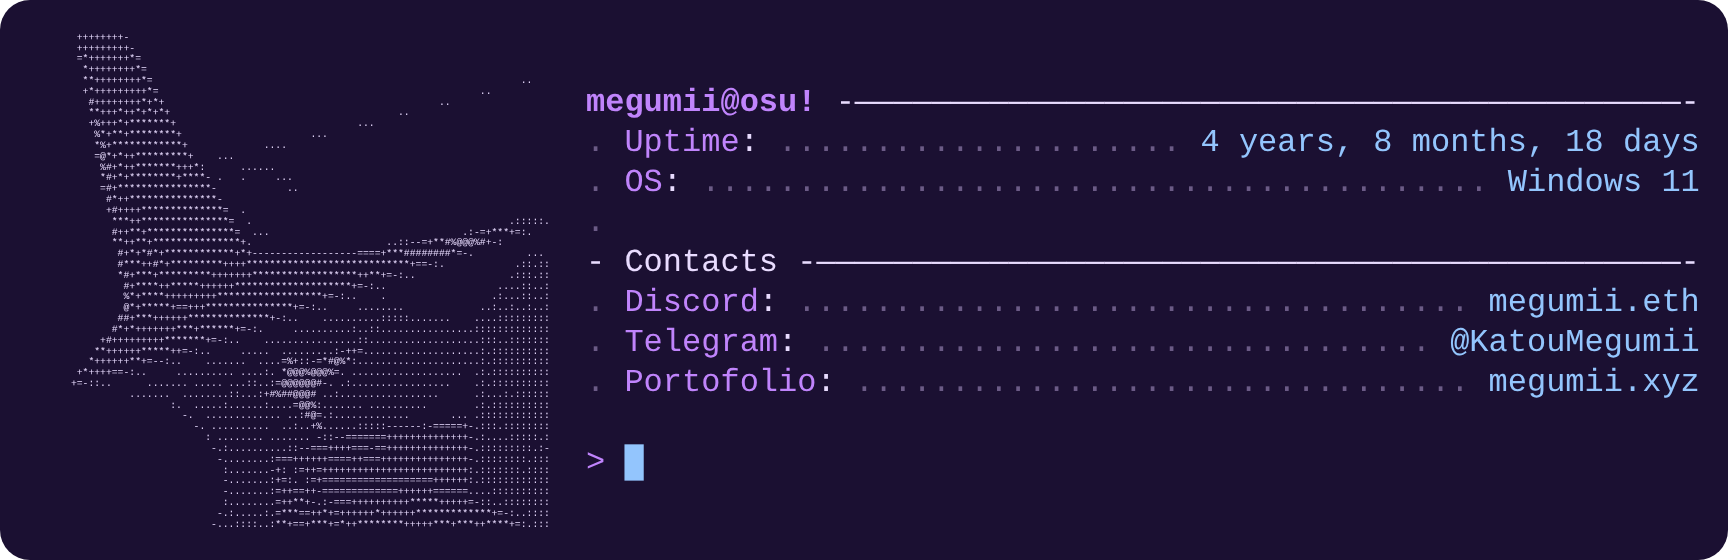 megumii@osu! -—————————————————————————————————————————————-
. Uptime: ..................... 4 years, 8 months, 18 days
. OS: ......................................... Windows 11
.
- Contacts -—————————————————————————————————————————————-
. Discord: ................................... megumii.eth
. Telegram: ................................ @KatouMegumii
. Portofolio: ................................ megumii.xyz
>